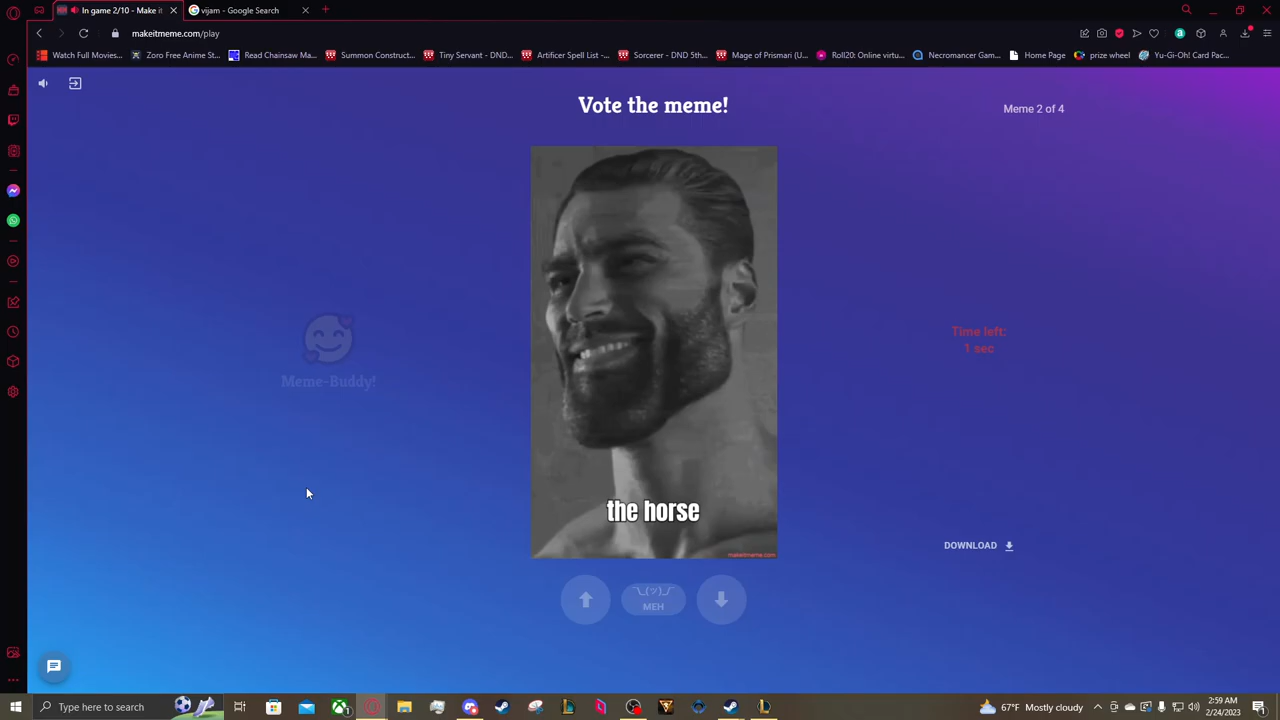 In game 2/10 - Make it
vijam - Google Search
makeitmeme.com/play
Watch Full Movies...
Zoro Free Anime St...
Read Chainsaw Ma...
Summon Construct...
Tiny Servant - DND...
Artificer Spell List -...
Sorcerer - DND 5th...
Mage of Prismari (U...
Roll20: Online virtu...
Necromancer Gam...
Home Page
prize wheel
Yu-Gi-Oh! Card Pac...
Vote the meme!
Meme 2 of 4
Time left:
1 sec
Meme-Buddy!
the horse
makeitmeme.com
DOWNLOAD
¯\_(ツ)_/¯
MEH
Type here to search
67°F Mostly cloudy
2:59 AM
2/24/2023